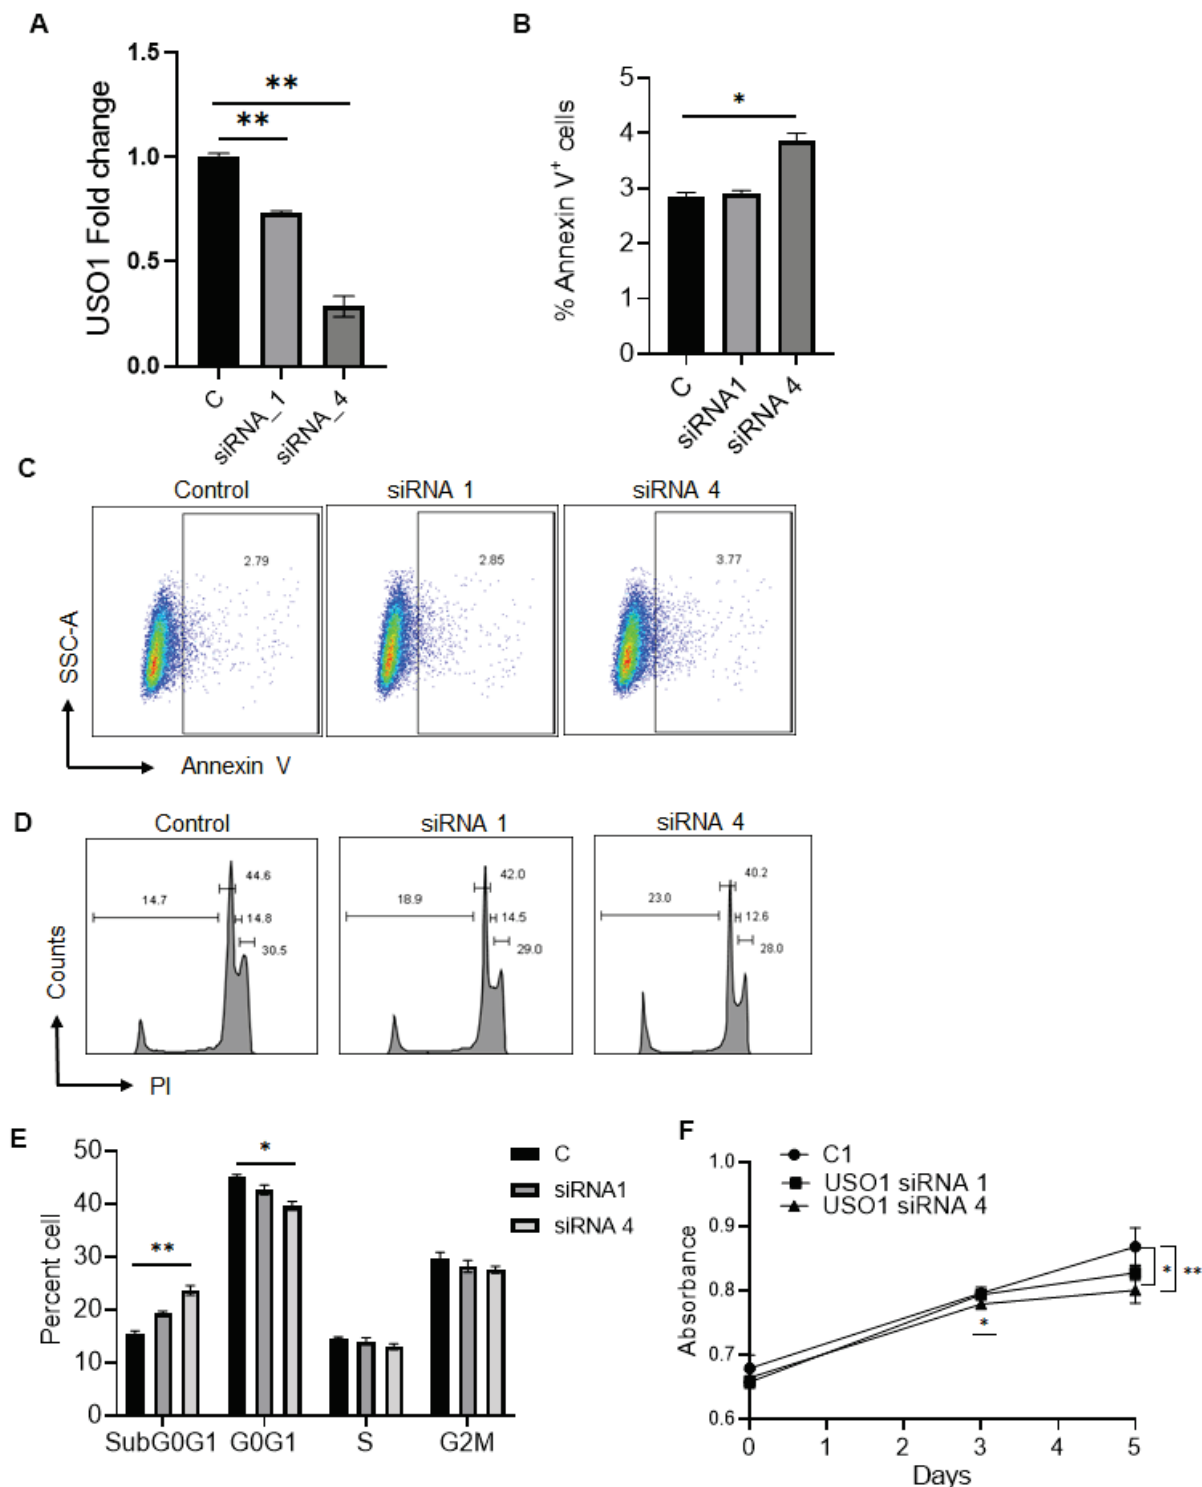 A
USO1 Fold change
1.5
1.0
0.5
0.0
**
**
C
siRNA_1
siRNA_4
B
% Annexin V+ cells
5
4
3
2
1
0
*
C
siRNA1
siRNA 4
C
Control
siRNA 1
siRNA 4
2.79
2.85
3.77
SSC-A
Annexin V
D
Control
siRNA 1
siRNA 4
14.7
44.6
14.8
30.5
18.9
42.0
14.5
29.0
23.0
40.2
12.6
28.0
Counts
PI
E
Percent cell
50
40
30
20
10
0
**
*
C
siRNA1
siRNA 4
SubG0G1
G0G1
S
G2M
F
C1
USO1 siRNA 1
USO1 siRNA 4
Absorbance
1.0
0.9
0.8
0.7
0.6
*
*
**
0
1
2
3
4
5
Days